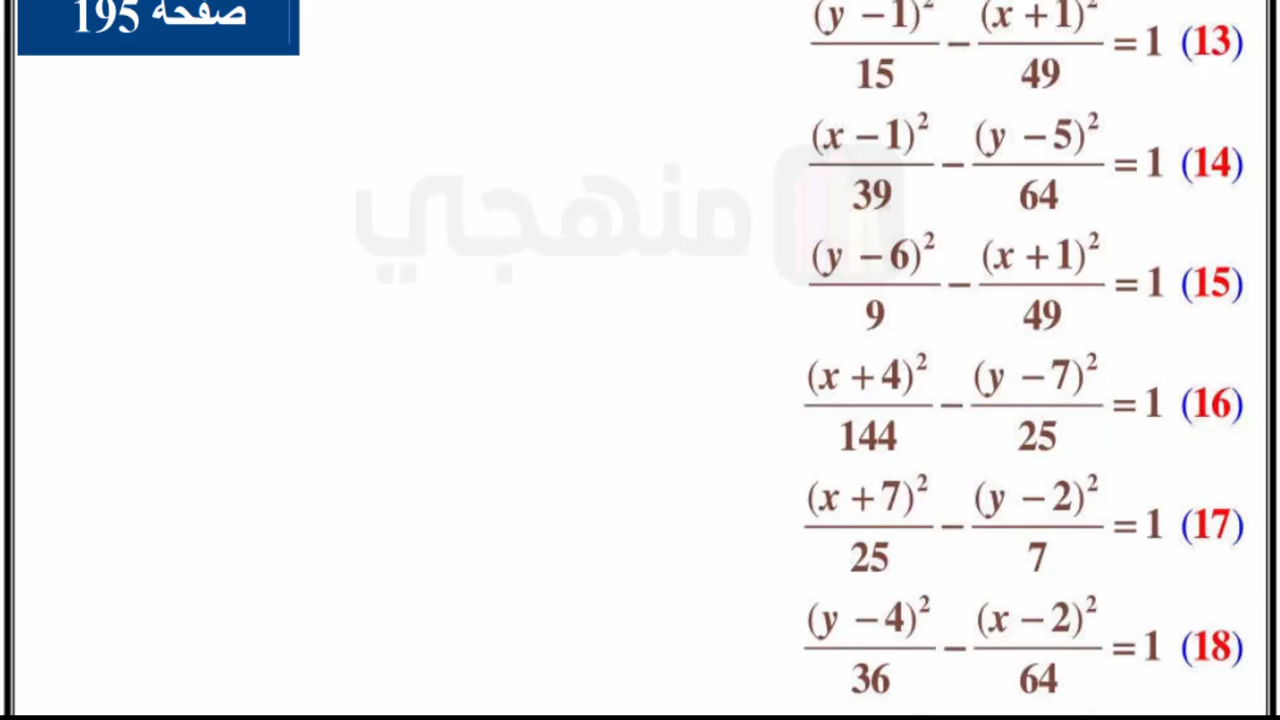 صفحة 195
(13) (y − 1)² / 15 − (x + 1)² / 49 = 1
منهجي
(14) (x − 1)² / 39 − (y − 5)² / 64 = 1
(15) (y − 6)² / 9 − (x + 1)² / 49 = 1
(16) (x + 4)² / 144 − (y − 7)² / 25 = 1
(17) (x + 7)² / 25 − (y − 2)² / 7 = 1
(18) (y − 4)² / 36 − (x − 2)² / 64 = 1